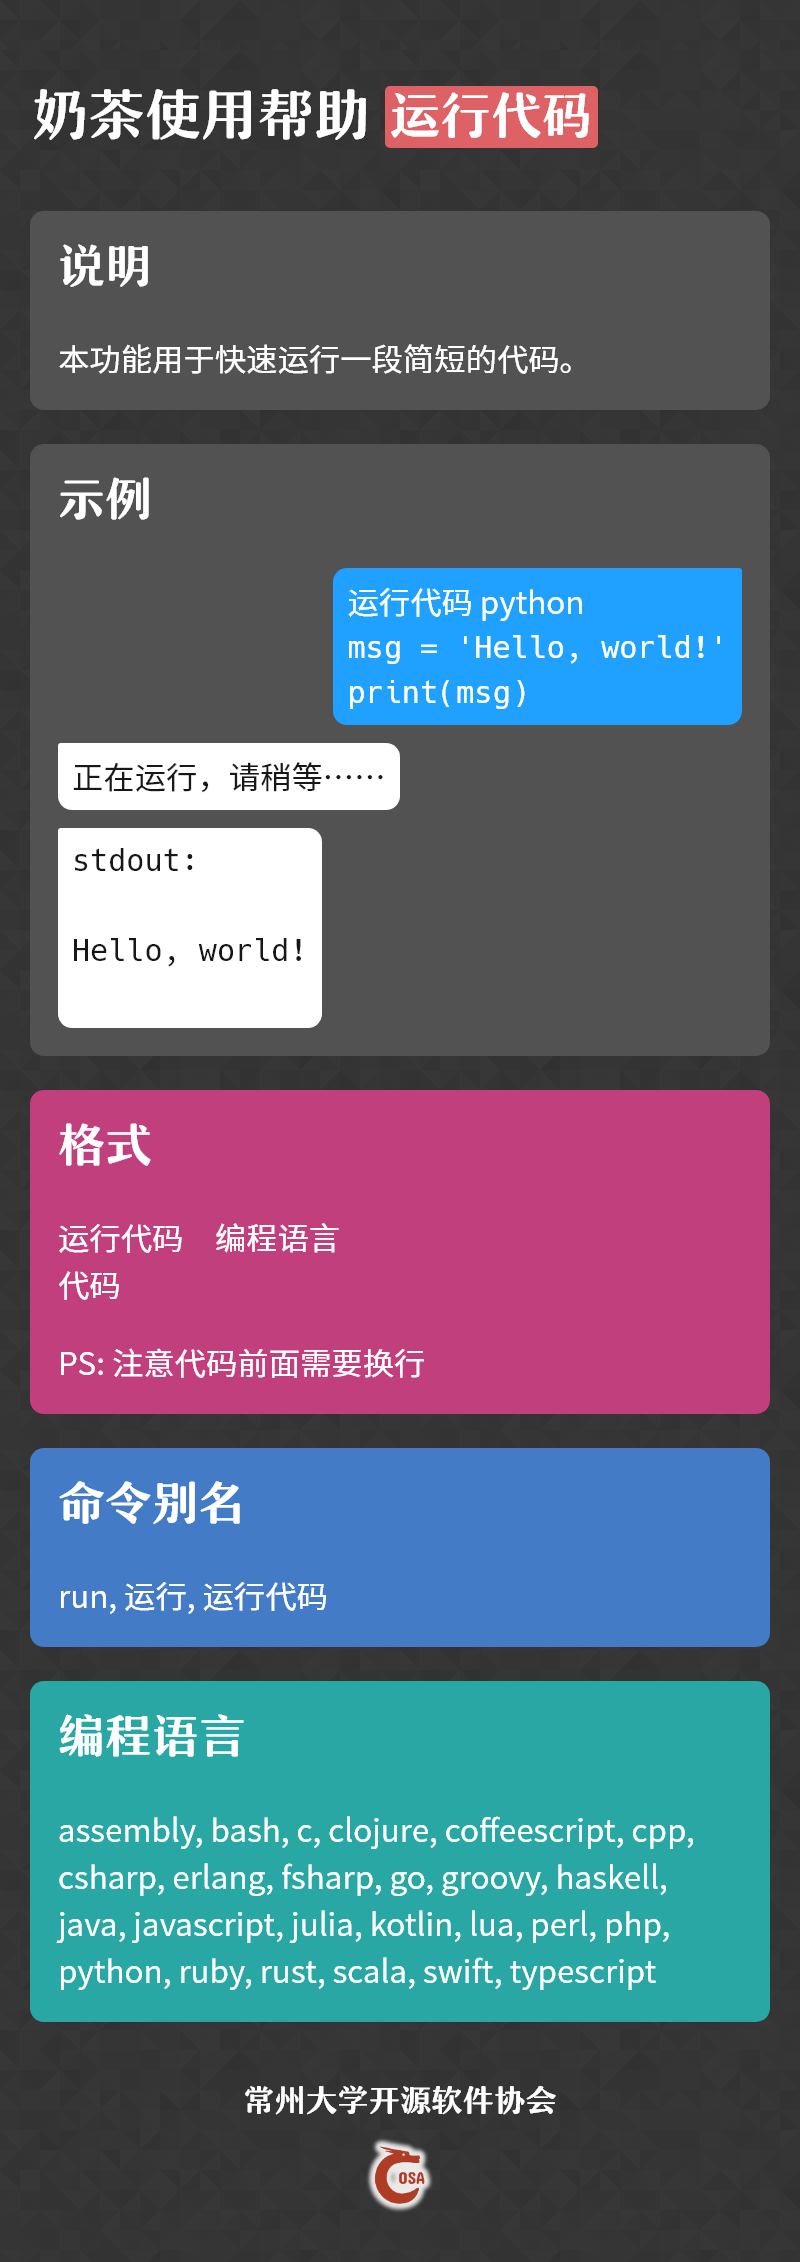 奶茶使用帮助 运行代码
说明
本功能用于快速运行一段简短的代码。
示例
运行代码 python
msg = 'Hello, world!'
print(msg)
正在运行，请稍等……
stdout:
Hello, world!
格式
运行代码　编程语言
代码
PS: 注意代码前面需要换行
命令别名
run, 运行, 运行代码
编程语言
assembly, bash, c, clojure, coffeescript, cpp,
csharp, erlang, fsharp, go, groovy, haskell,
java, javascript, julia, kotlin, lua, perl, php,
python, ruby, rust, scala, swift, typescript
常州大学开源软件协会
OSA